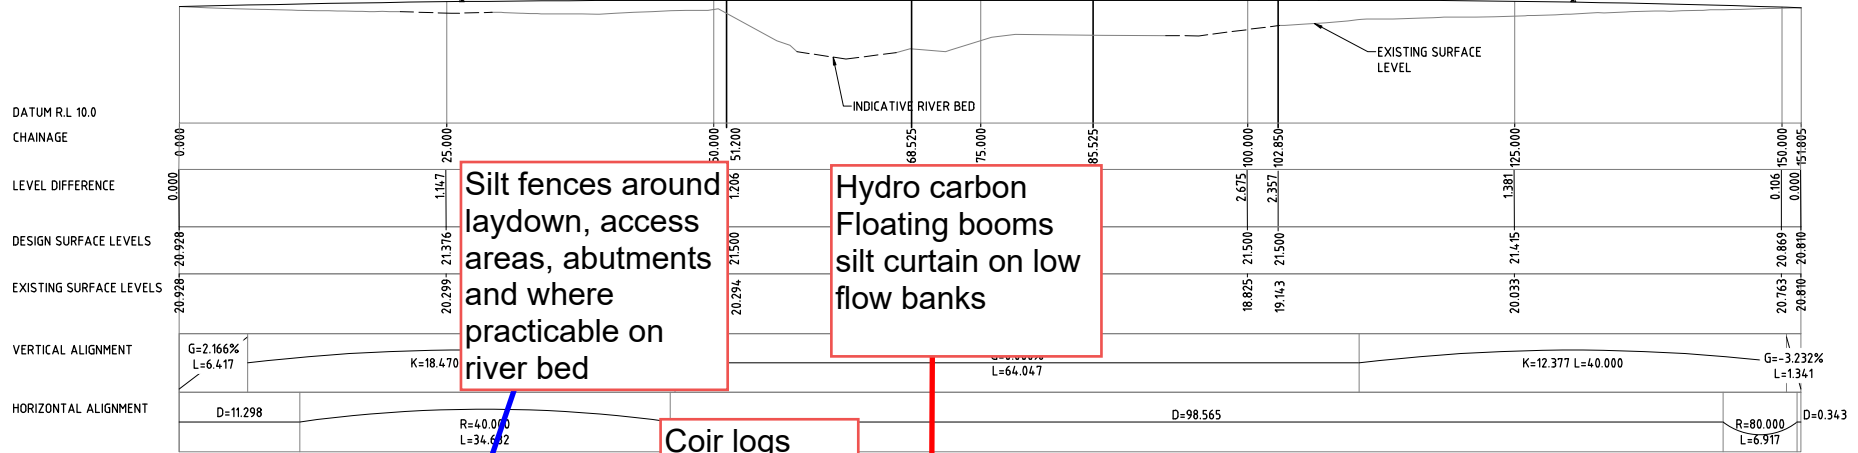 EXISTING SURFACE
LEVEL
INDICATIVE RIVER BED
DATUM R.L 10.0
CHAINAGE
0.000
25.000
50.000
51.200
68.525
75.000
85.525
100.000
102.850
125.000
150.000
151.805
LEVEL DIFFERENCE
0.000
1.147
1.206
2.675
2.357
1.381
0.106
0.000
DESIGN SURFACE LEVELS
20.928
21.376
21.500
21.500
21.500
21.415
20.869
20.810
EXISTING SURFACE LEVELS
20.928
20.299
20.294
18.825
19.143
20.033
20.763
20.810
Silt fences around
laydown, access
areas, abutments
and where
practicable on
river bed
Hydro carbon
Floating booms
silt curtain on low
flow banks
VERTICAL ALIGNMENT
G=2.166%
L=6.417
K=18.470
L=64.047
K=12.377 L=40.000
G=-3.232%
L=1.341
HORIZONTAL ALIGNMENT
D=11.298
R=40.000
L=34.682
D=98.565
R=80.000
L=6.917
D=0.343
Coir logs